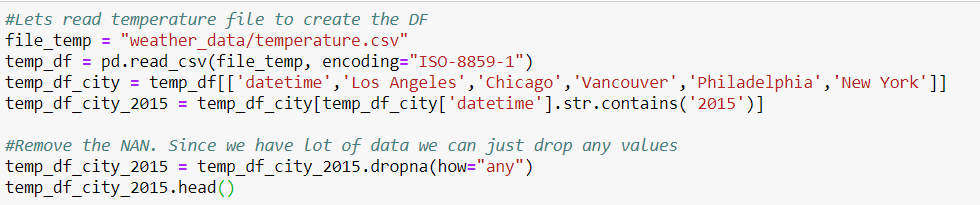 #Lets read temperature file to create the DF
file_temp = "weather_data/temperature.csv"
temp_df = pd.read_csv(file_temp, encoding="ISO-8859-1")
temp_df_city = temp_df[['datetime','Los Angeles','Chicago','Vancouver','Philadelphia','New York']]
temp_df_city_2015 = temp_df_city[temp_df_city['datetime'].str.contains('2015')]
#Remove the NAN. Since we have lot of data we can just drop any values
temp_df_city_2015 = temp_df_city_2015.dropna(how="any")
temp_df_city_2015.head()